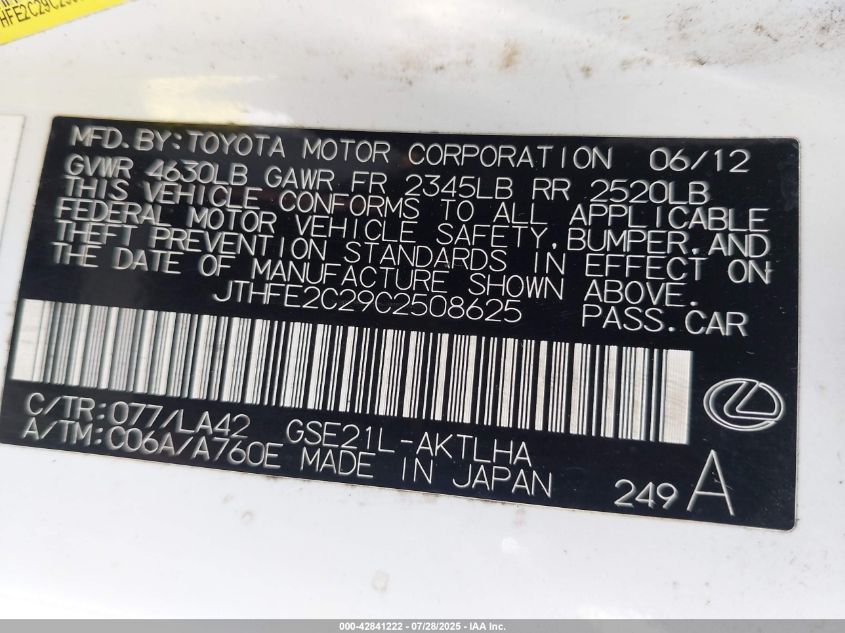 MFD. BY: TOYOTA MOTOR CORPORATION 06/12
GVWR 4630LB GAWR FR 2345LB RR 2520LB
THIS VEHICLE CONFORMS TO ALL APPLICABLE
FEDERAL MOTOR VEHICLE SAFETY, BUMPER, AND
THEFT PREVENTION STANDARDS IN EFFECT ON
THE DATE OF MANUFACTURE SHOWN ABOVE.
JTHFE2C29C2508625 PASS. CAR
C/TR: 077/LA42 GSE21L-AKTLHA
A/TM: C06A/A760E MADE IN JAPAN
249 A
000-42841222 - 07/28/2025 - IAA Inc.